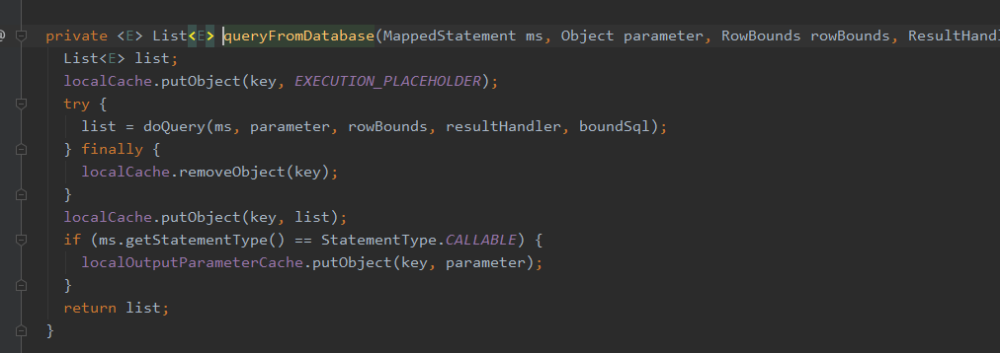 private <E> List<E> queryFromDatabase(MappedStatement ms, Object parameter, RowBounds rowBounds, ResultHandl
List<E> list;
localCache.putObject(key, EXECUTION_PLACEHOLDER);
try {
list = doQuery(ms, parameter, rowBounds, resultHandler, boundSql);
} finally {
localCache.removeObject(key);
}
localCache.putObject(key, list);
if (ms.getStatementType() == StatementType.CALLABLE) {
localOutputParameterCache.putObject(key, parameter);
}
return list;
}